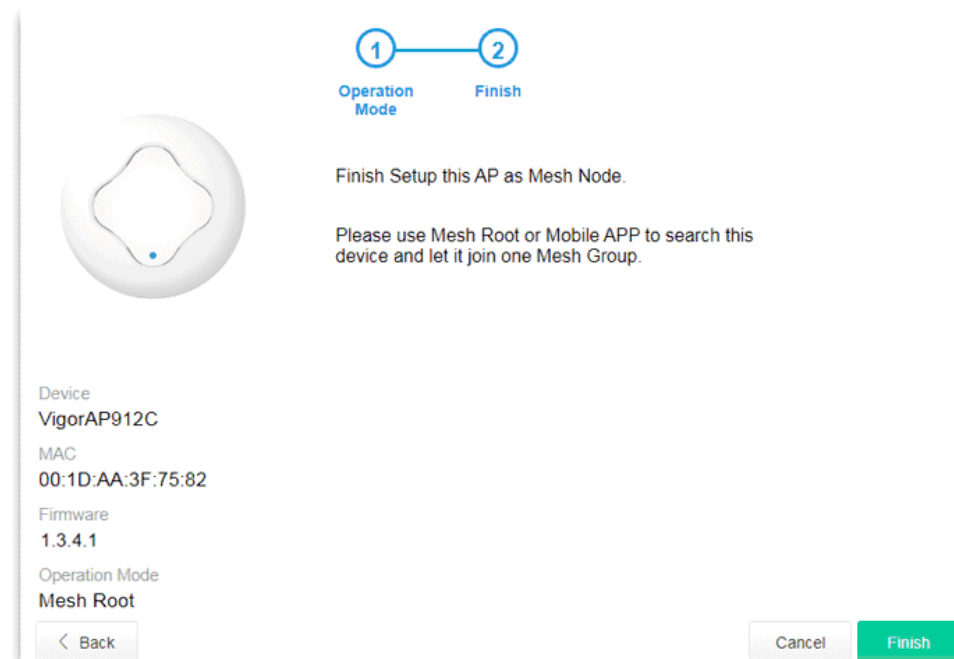 1
2
Operation
Mode
Finish
Finish Setup this AP as Mesh Node.
Please use Mesh Root or Mobile APP to search this
device and let it join one Mesh Group.
Device
VigorAP912C
MAC
00:1D:AA:3F:75:82
Firmware
1.3.4.1
Operation Mode
Mesh Root
< Back
Cancel
Finish